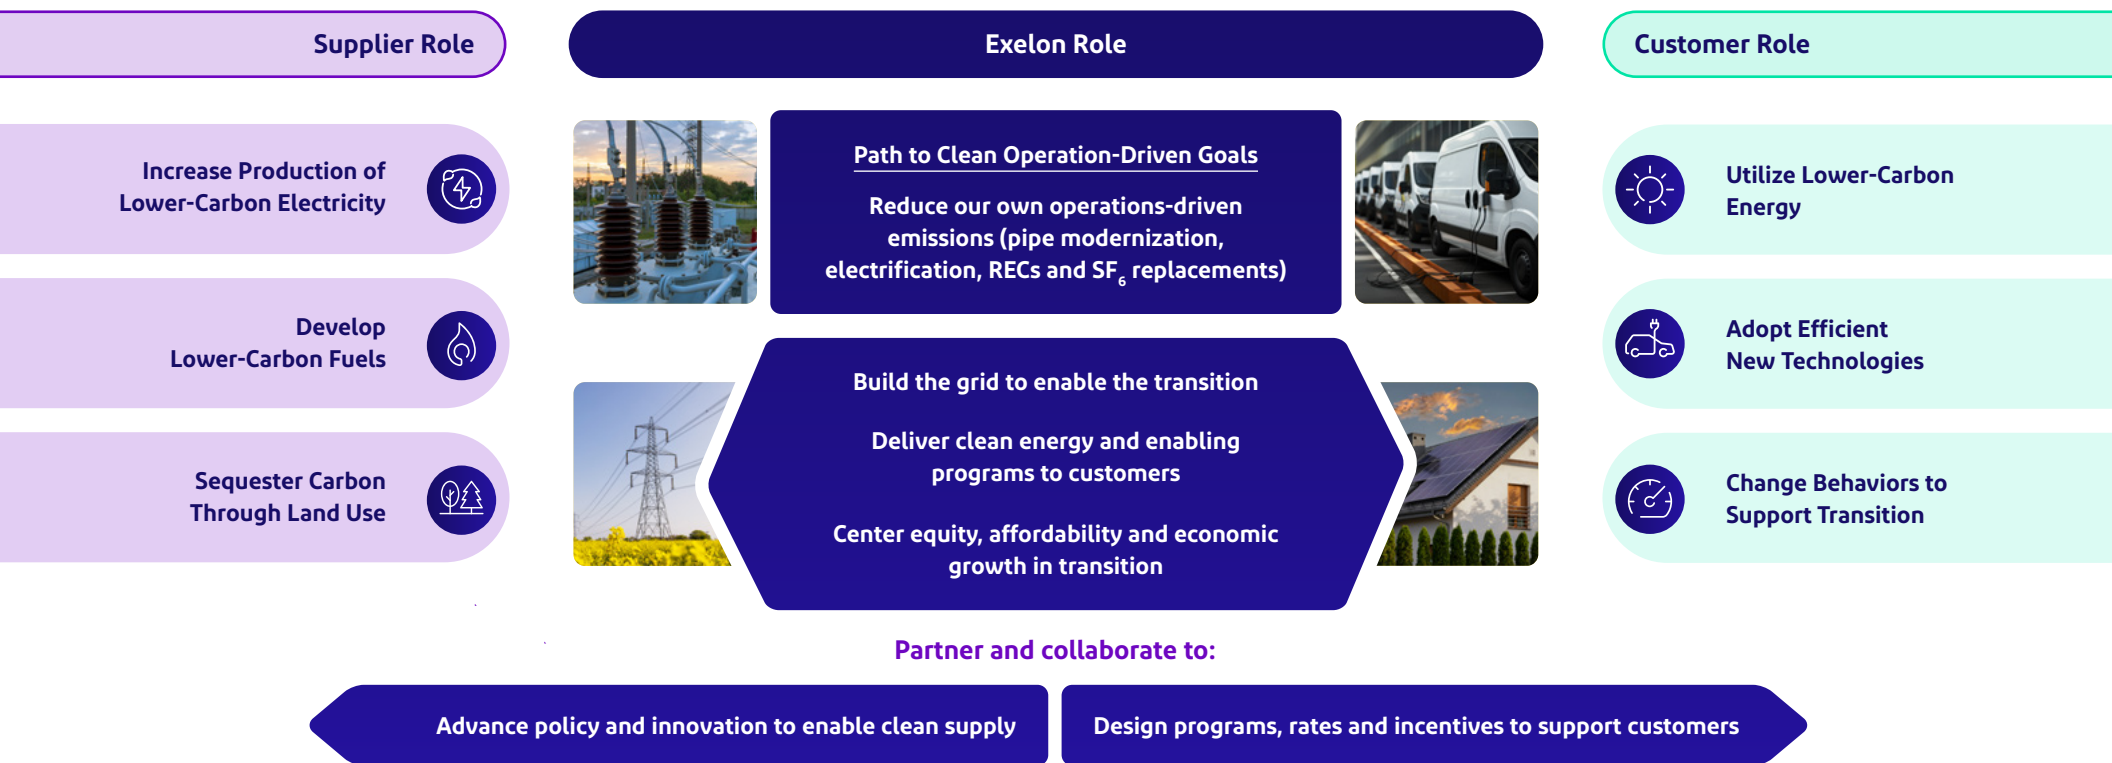 Supplier Role
Increase Production of
Lower-Carbon Electricity
Develop
Lower-Carbon Fuels
Sequester Carbon
Through Land Use
Exelon Role
Path to Clean Operation-Driven Goals
Reduce our own operations-driven
emissions (pipe modernization,
electrification, RECs and SF₆ replacements)
Build the grid to enable the transition
Deliver clean energy and enabling
programs to customers
Center equity, affordability and economic
growth in transition
Customer Role
Utilize Lower-Carbon
Energy
Adopt Efficient
New Technologies
Change Behaviors to
Support Transition
Partner and collaborate to:
Advance policy and innovation to enable clean supply
Design programs, rates and incentives to support customers